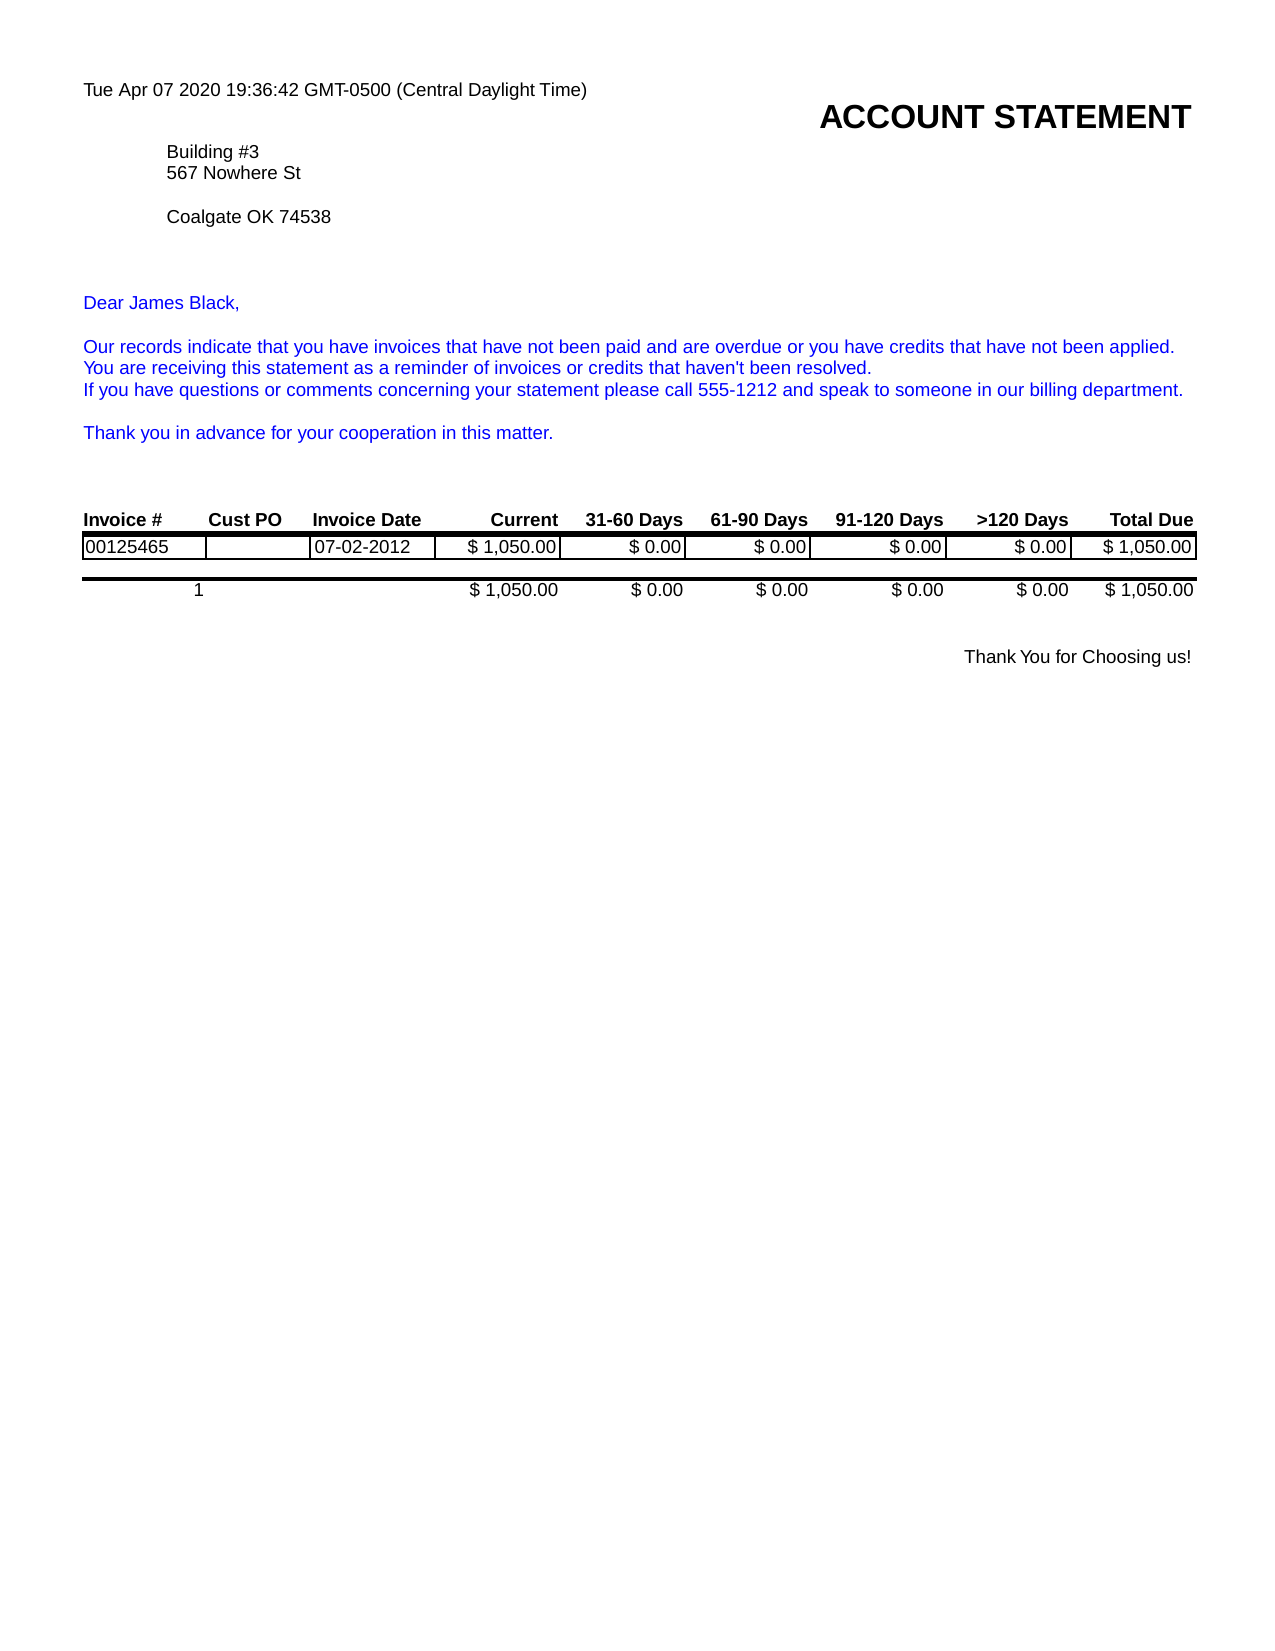 Tue Apr 07 2020 19:36:42 GMT-0500 (Central Daylight Time)
ACCOUNT STATEMENT
Building #3
567 Nowhere St
Coalgate OK 74538
Dear James Black,
Our records indicate that you have invoices that have not been paid and are overdue or you have credits that have not been applied.
You are receiving this statement as a reminder of invoices or credits that haven't been resolved.
If you have questions or comments concerning your statement please call 555-1212 and speak to someone in our billing department.
Thank you in advance for your cooperation in this matter.
Invoice # Cust PO Invoice Date Current 31-60 Days 61-90 Days 91-120 Days >120 Days Total Due
00125465 07-02-2012 $ 1,050.00 $ 0.00 $ 0.00 $ 0.00 $ 0.00 $ 1,050.00
1 $ 1,050.00 $ 0.00 $ 0.00 $ 0.00 $ 0.00 $ 1,050.00
Thank You for Choosing us!